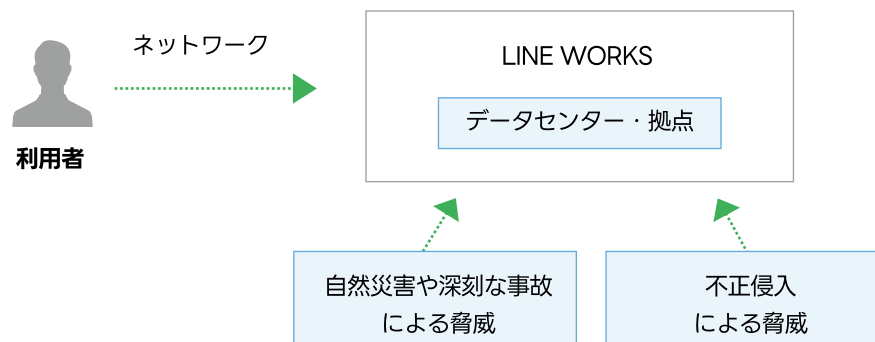 ネットワーク
LINE WORKS
データセンター・拠点
利用者
自然災害や深刻な事故
による脅威
不正侵入
による脅威